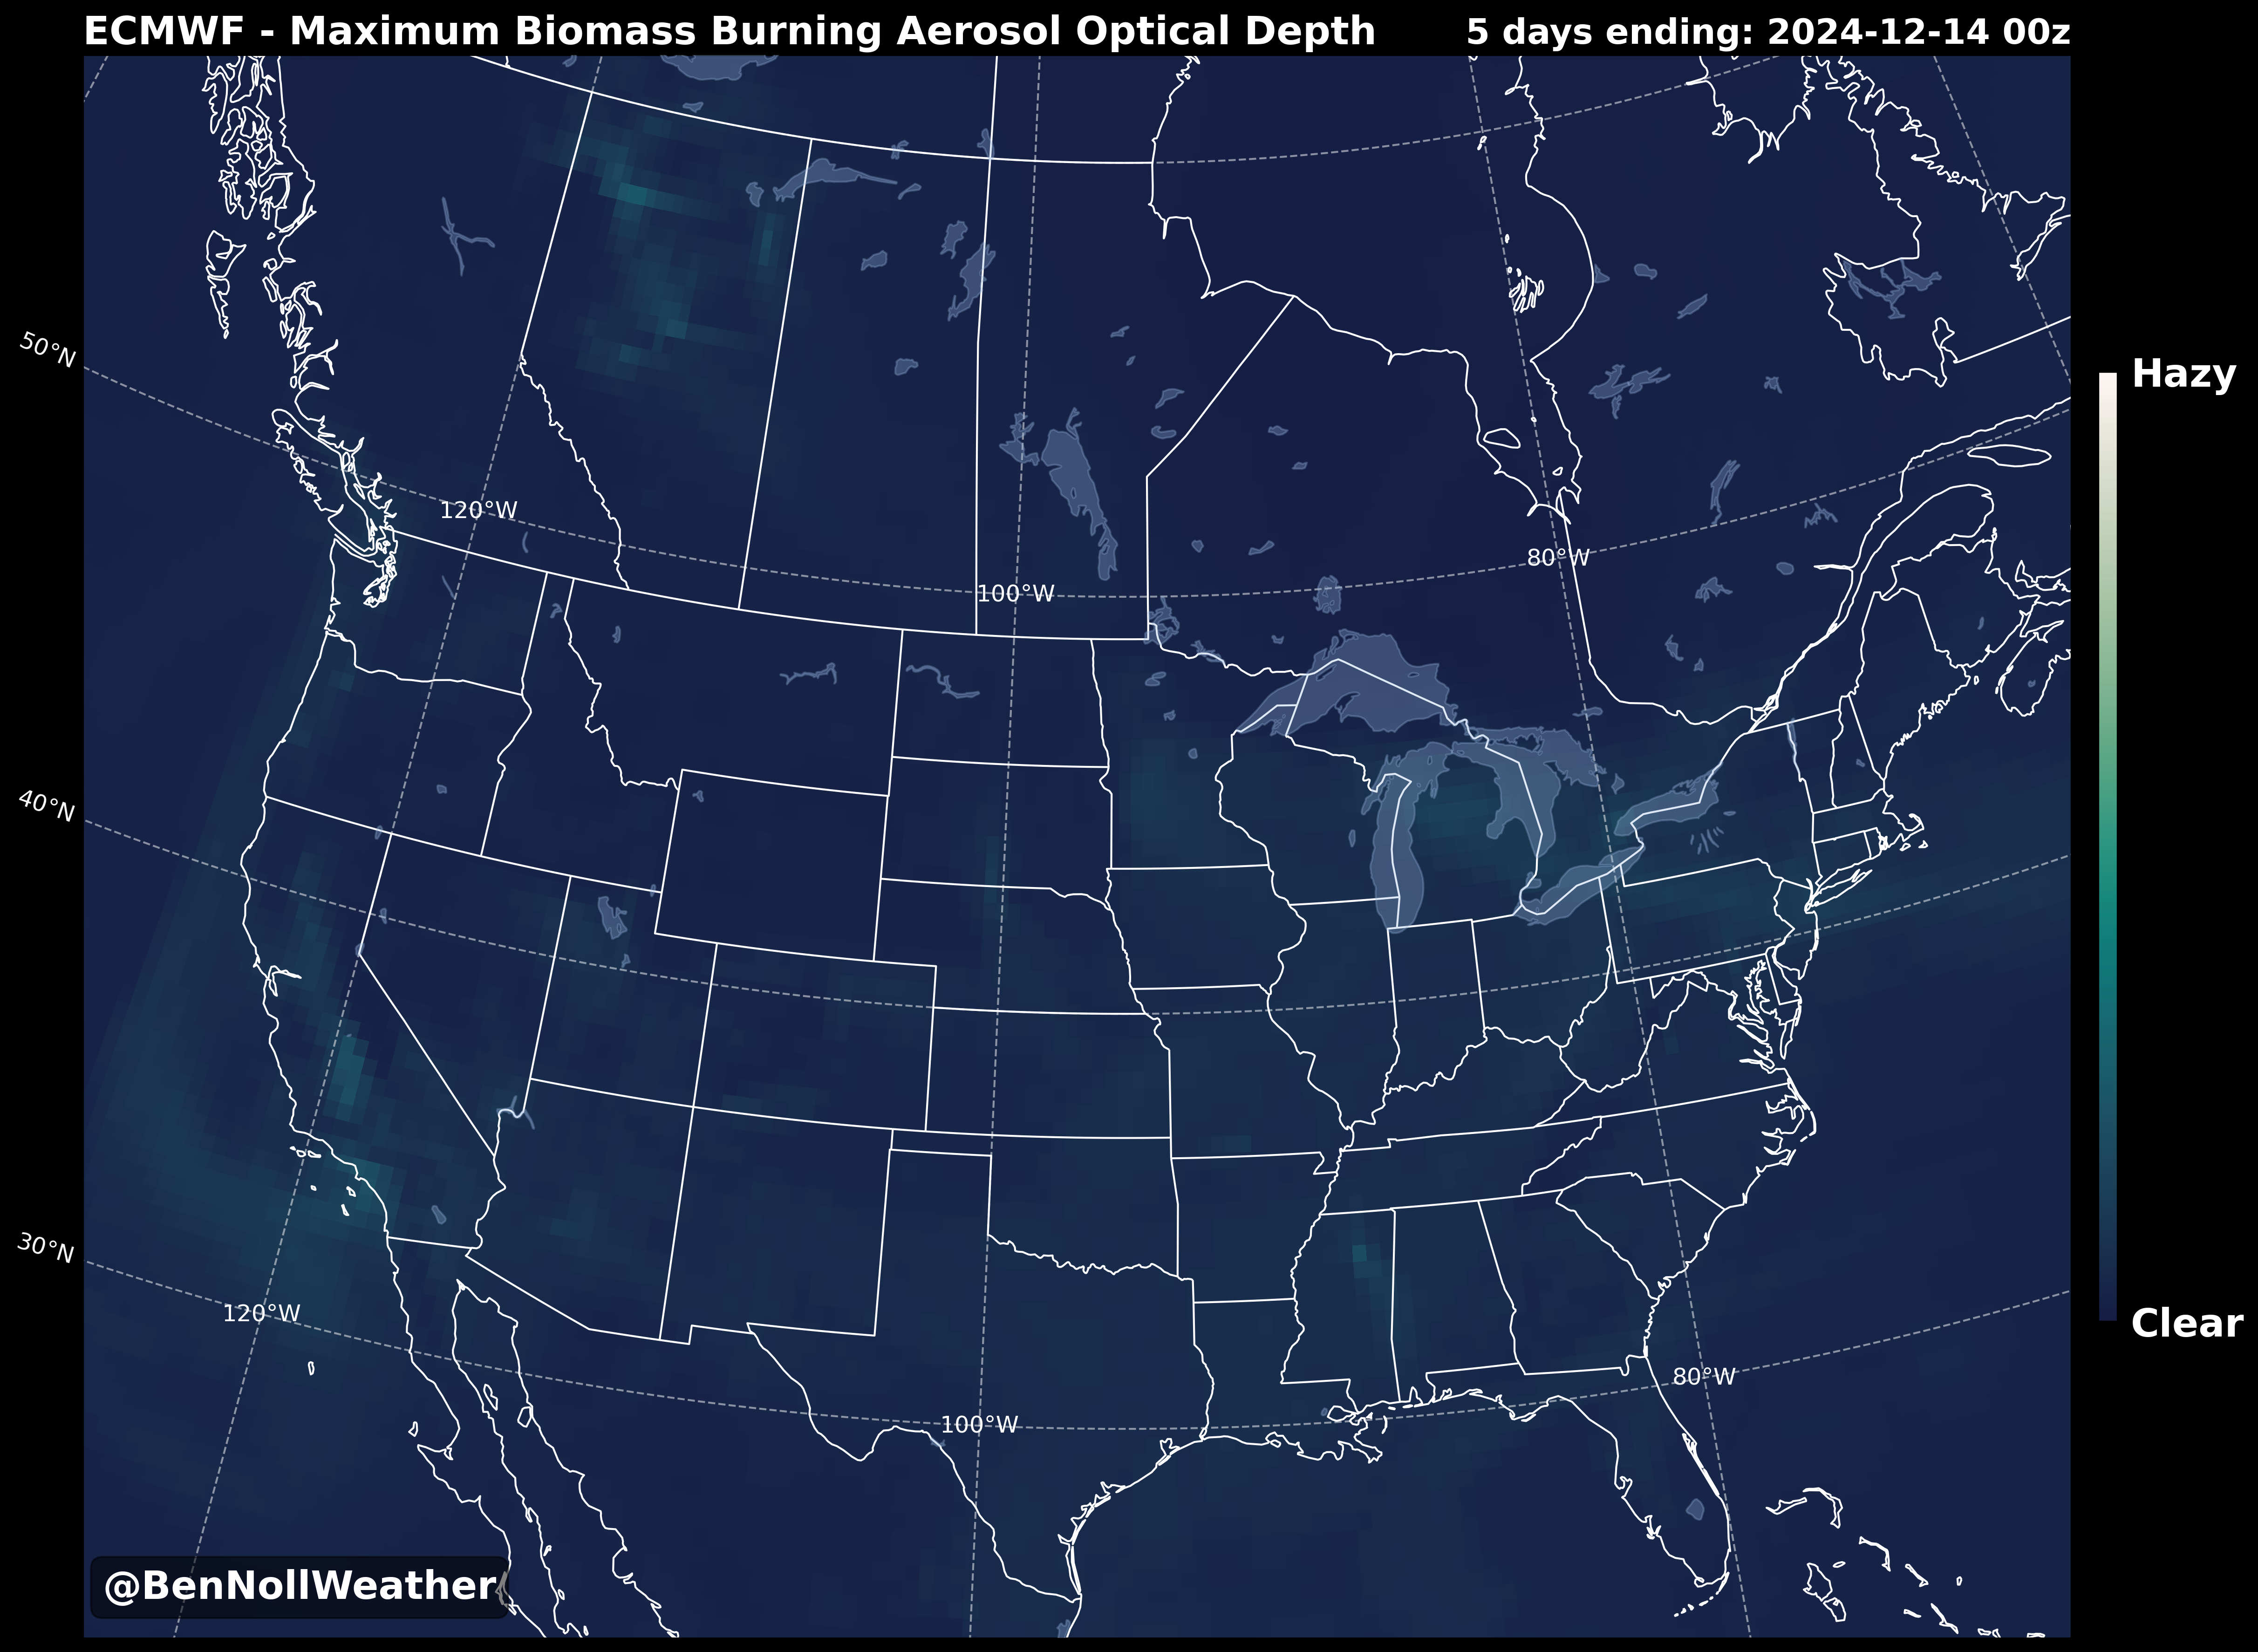 ECMWF - Maximum Biomass Burning Aerosol Optical Depth
5 days ending: 2024-12-14 00z
50°N
Hazy
120°W
80°W
100°W
40°N
30°N
120°W
Clear
80°W
100°W
@BenNollWeather